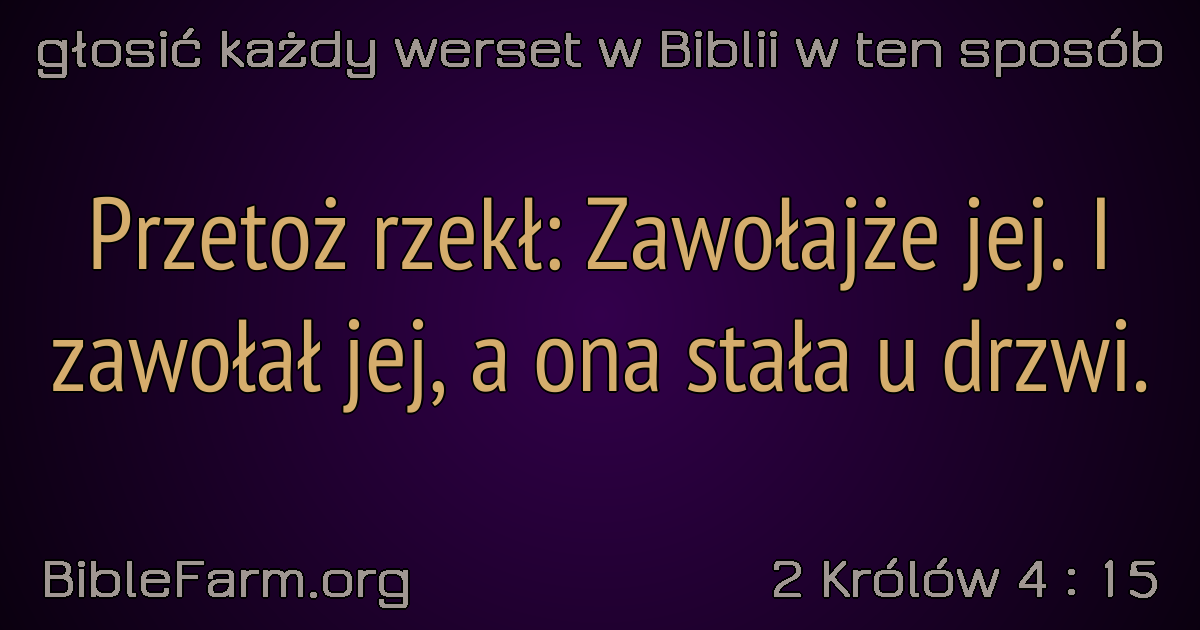 głosić każdy werset w Biblii w ten sposób
Przetoż rzekł: Zawołajże jej. I
zawołał jej, a ona stała u drzwi.
BibleFarm.org
2 Królów 4 : 15